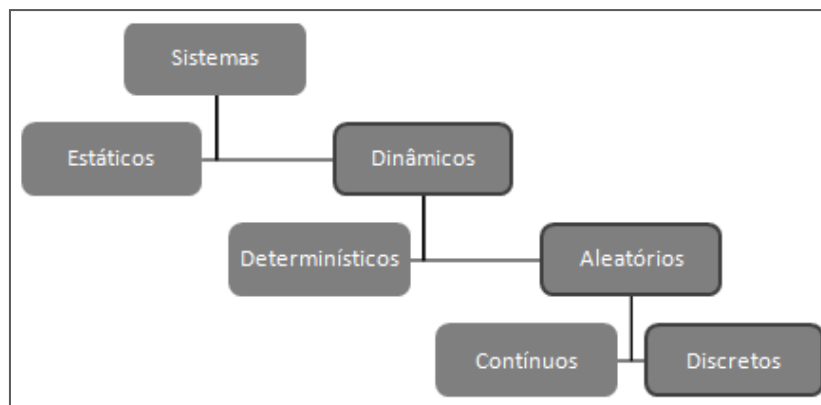 Sistemas
Estáticos
Dinâmicos
Determinísticos
Aleatórios
Contínuos
Discretos